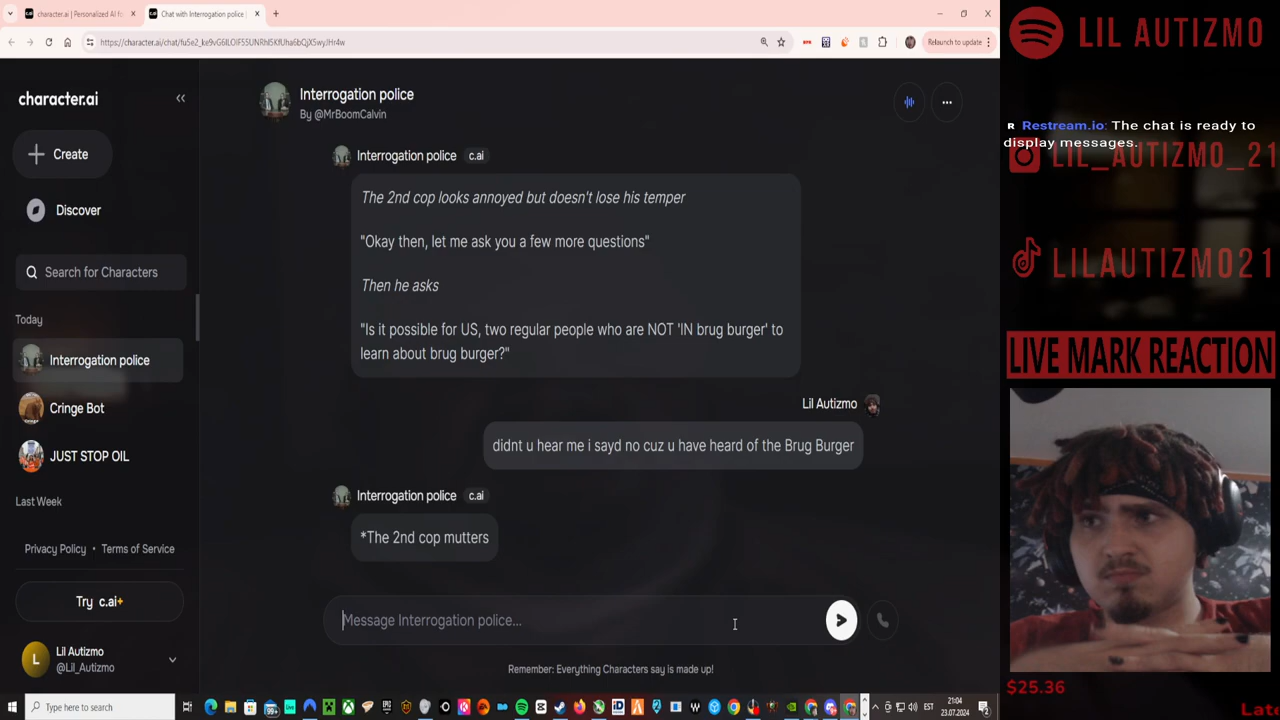 character.ai | Personalized AI for
Chat with Interrogation police |
https://character.ai/chat/fu5e2_ke9vG6lLOIF5SUNRhl5KfUha6bQjX5wyJHr4w
Relaunch to update
character.ai
Create
Discover
Search for Characters
Today
Interrogation police
Cringe Bot
JUST STOP OIL
Last Week
Privacy Policy • Terms of Service
Try c.ai+
L
Lil Autizmo
@Lil_Autizmo
Interrogation police
By @MrBoomCalvin
Interrogation police c.ai
The 2nd cop looks annoyed but doesn't lose his temper
"Okay then, let me ask you a few more questions"
Then he asks
"Is it possible for US, two regular people who are NOT 'IN brug burger' to
learn about brug burger?"
Lil Autizmo
didnt u hear me i sayd no cuz u have heard of the Brug Burger
Interrogation police c.ai
*The 2nd cop mutters
Message Interrogation police...
Remember: Everything Characters say is made up!
LIL AUTIZMO
Restream.io: The chat is ready to
display messages.
LIL_AUTIZMO_21
LILAUTIZMO21
LIVE MARK REACTION
$25.36
Late
Type here to search
99+
EST
21:04
23.07.2024
2